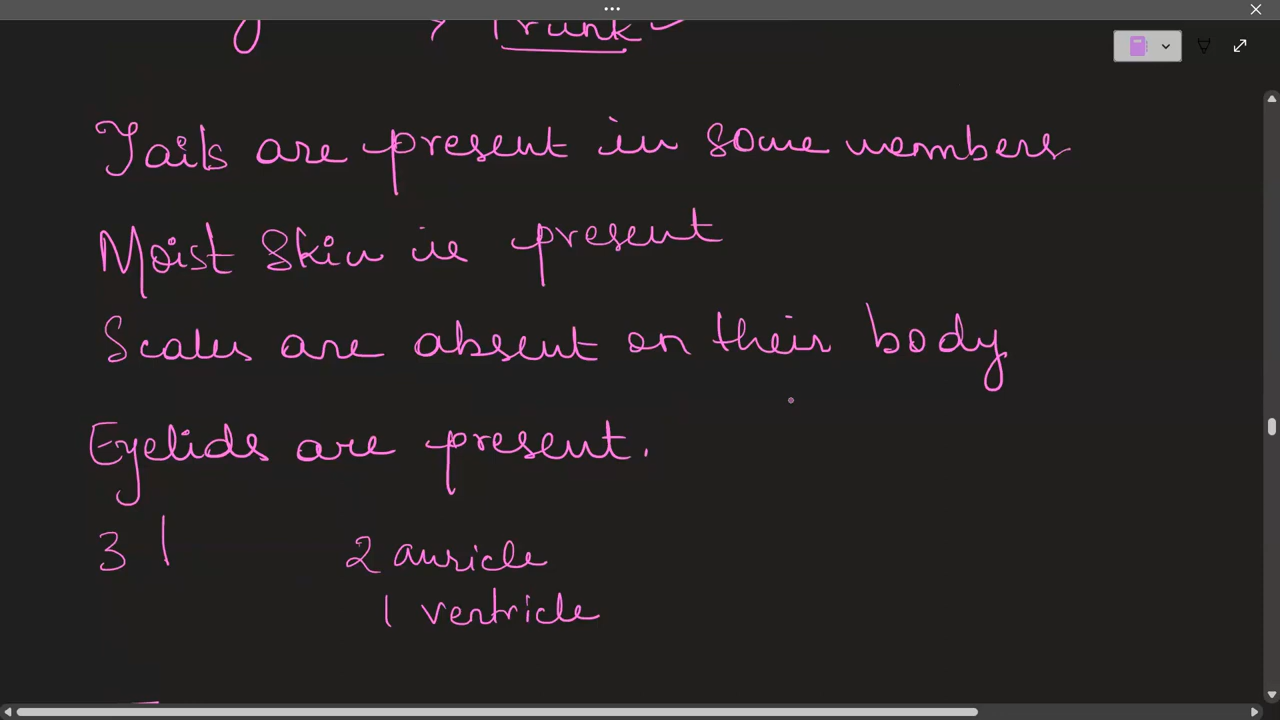 Trunk
Tails are present in some members
Moist Skin is present
Scales are absent on their body
Eyelids are present.
3 | 2 auricle
1 ventricle